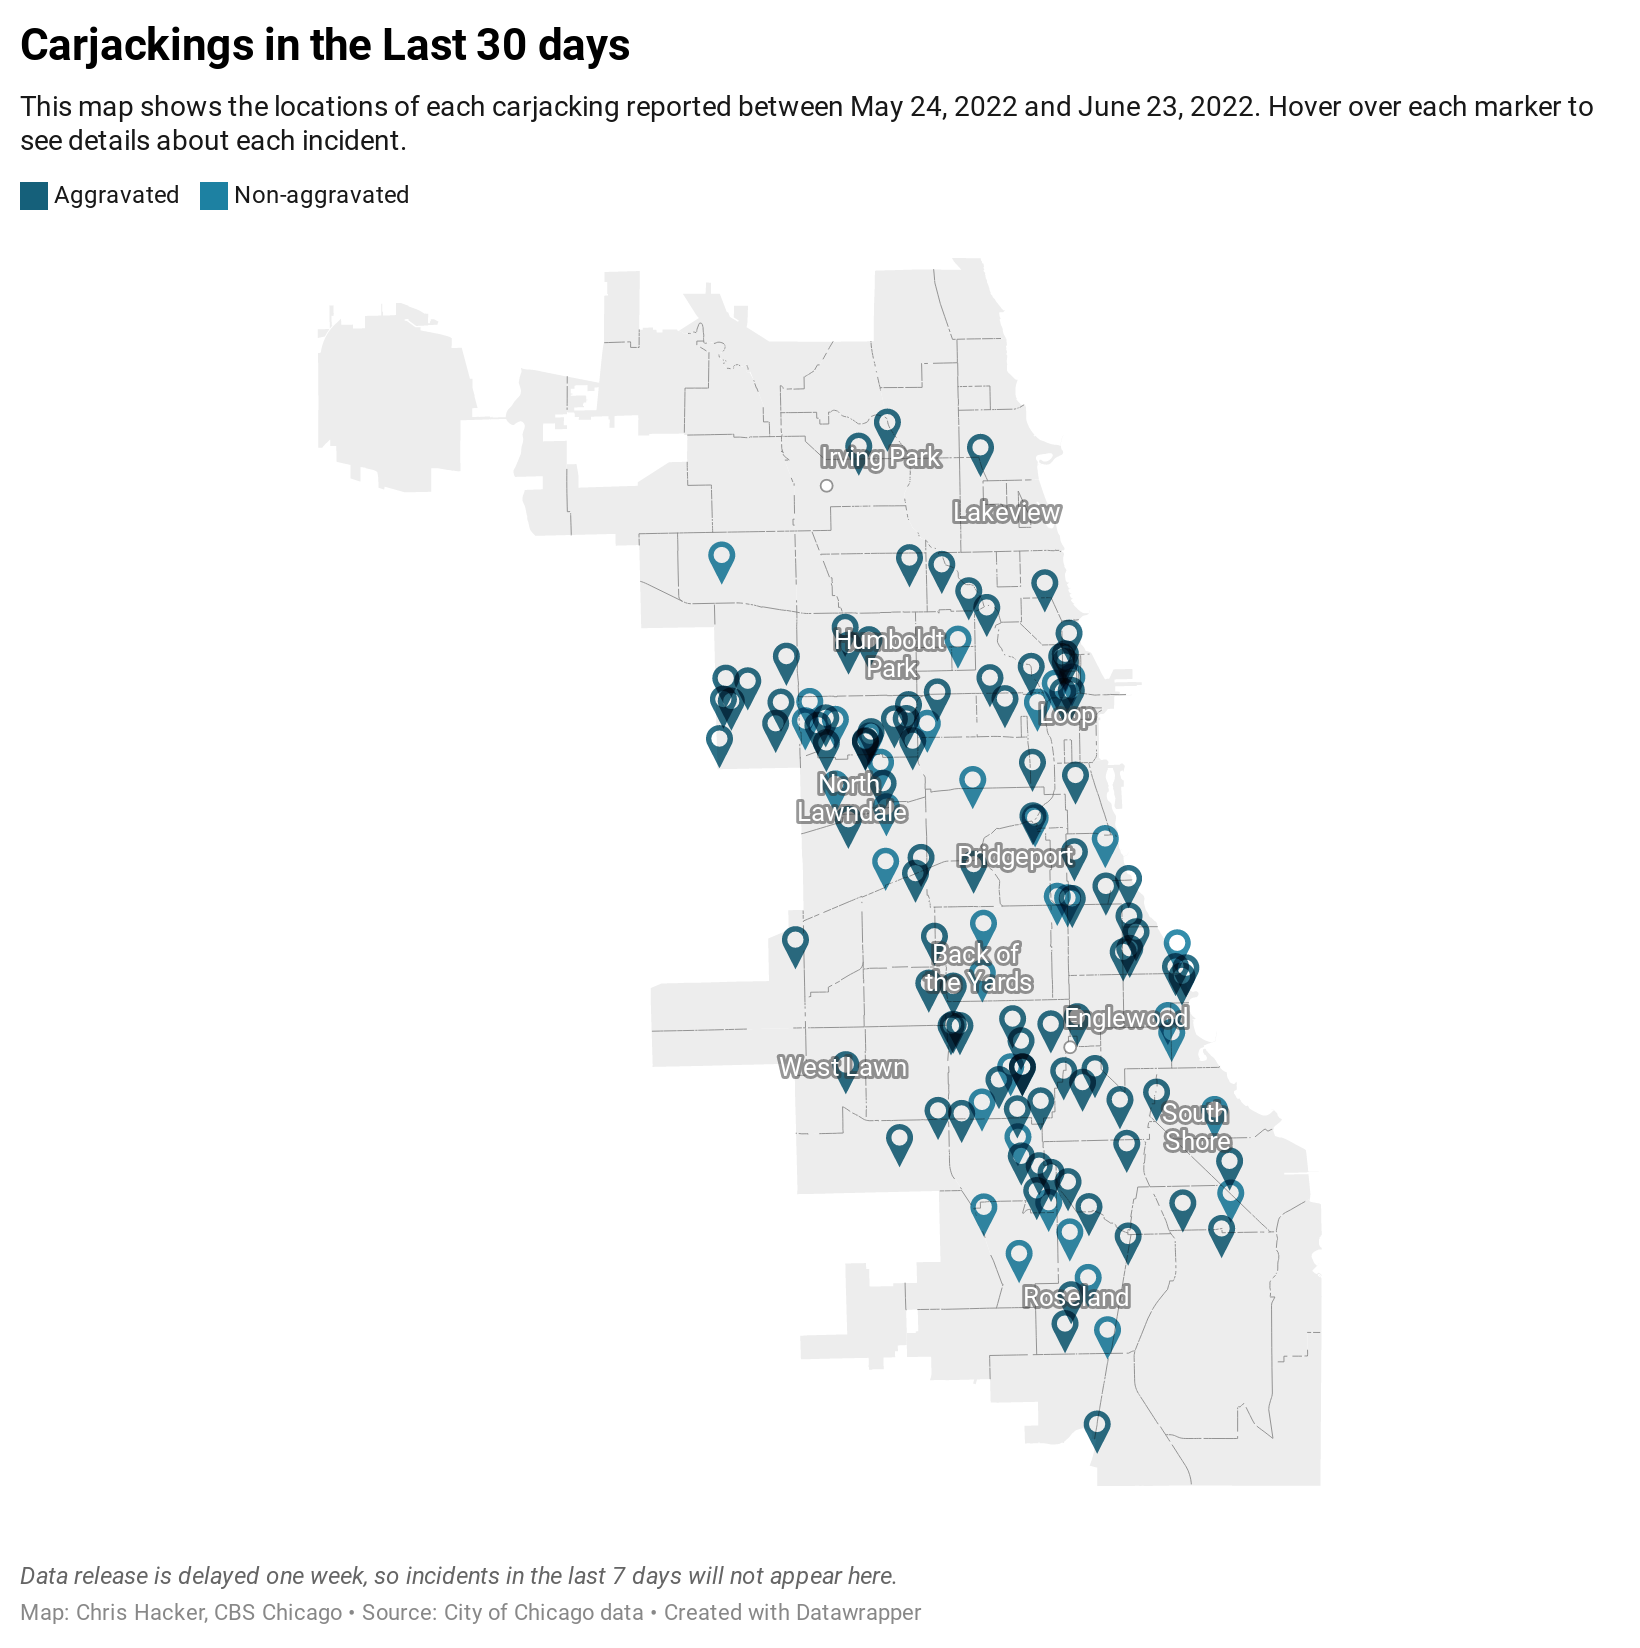 Carjackings in the Last 30 days
This map shows the locations of each carjacking reported between May 24, 2022 and June 23, 2022. Hover over each marker to
see details about each incident.
Aggravated Non-aggravated
Irving Park
Lakeview
Humboldt
Park
Loop
North
Lawndale
Bridgeport
Back of
the Yards
Englewood
West Lawn
South
Shore
Roseland
Data release is delayed one week, so incidents in the last 7 days will not appear here.
Map: Chris Hacker, CBS Chicago • Source: City of Chicago data • Created with Datawrapper